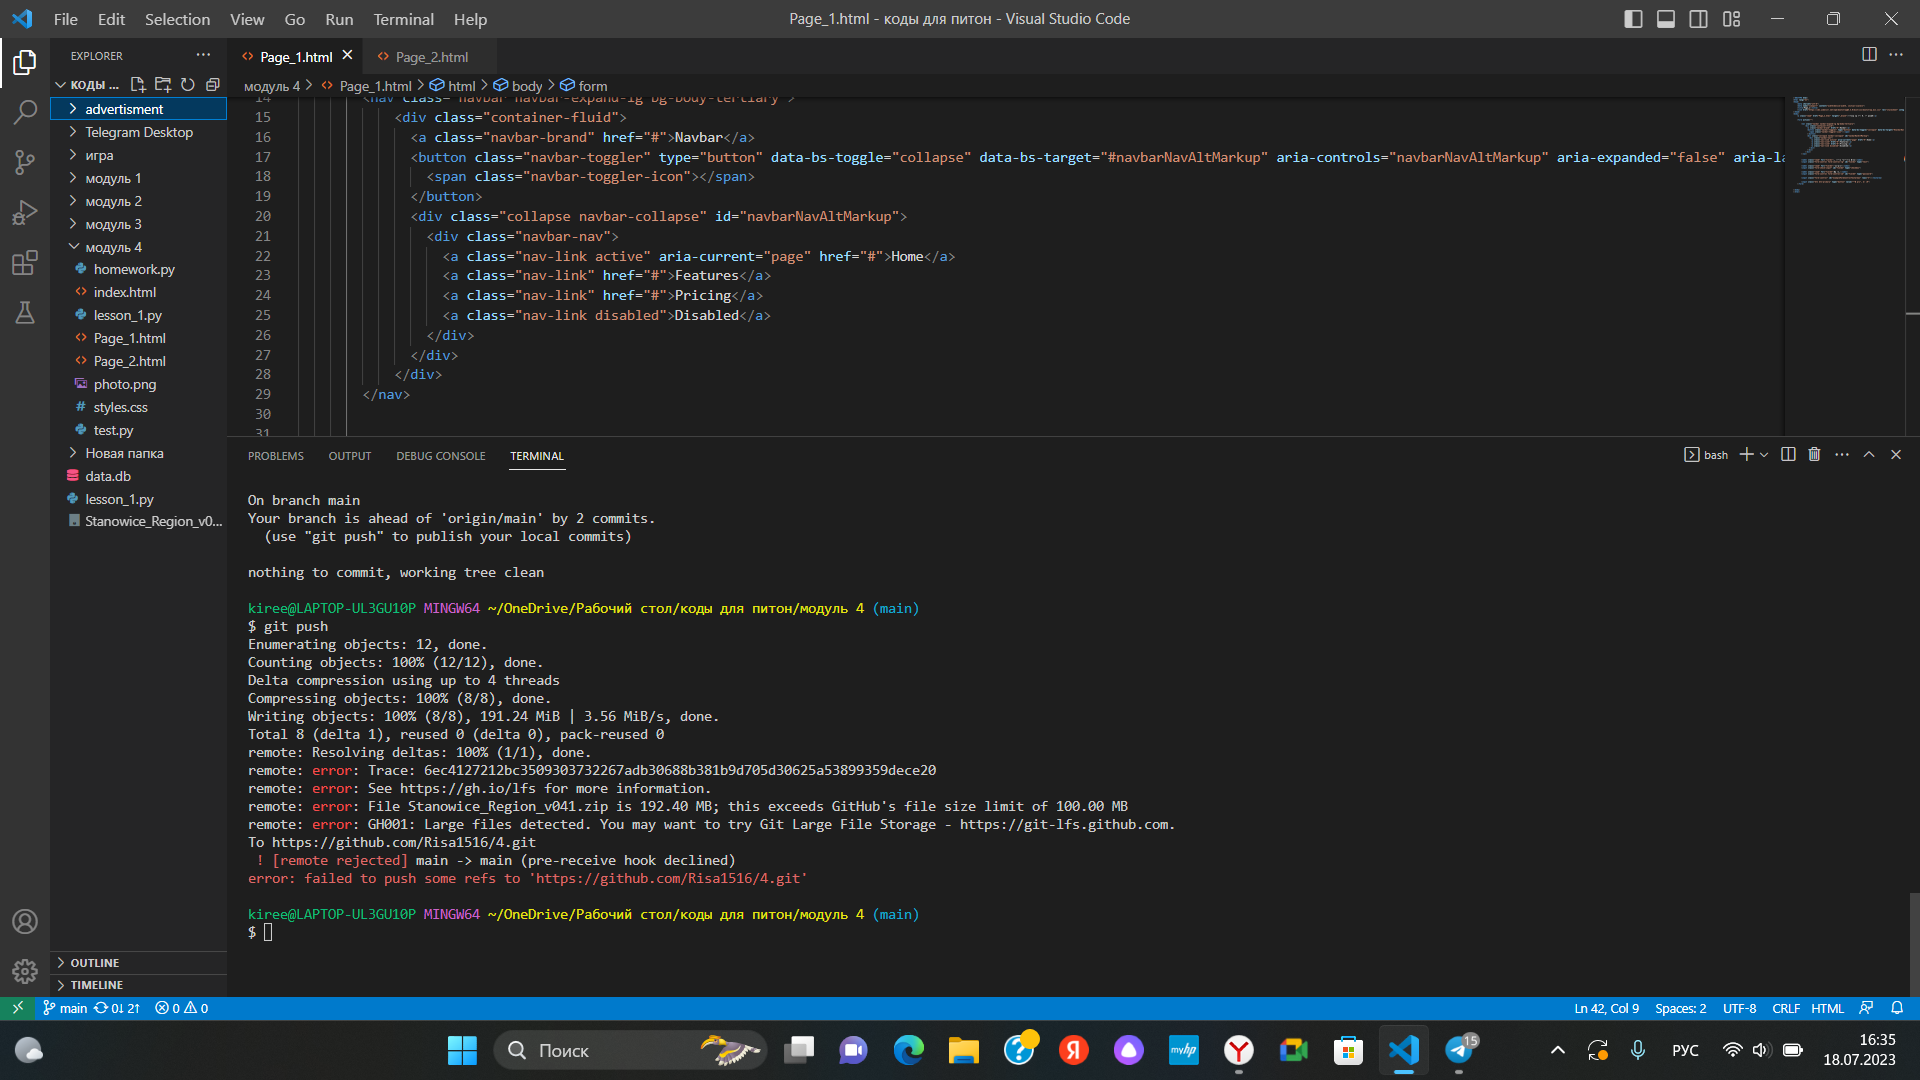 File Edit Selection View Go Run Terminal Help
Page_1.html - коды для питон - Visual Studio Code
EXPLORER
КОДЫ ...
advertisment
Telegram Desktop
игра
модуль 1
модуль 2
модуль 3
модуль 4
homework.py
index.html
lesson_1.py
Page_1.html
Page_2.html
photo.png
styles.css
test.py
Новая папка
data.db
lesson_1.py
Stanowice_Region_v0...
OUTLINE
TIMELINE
Page_1.html
Page_2.html
модуль 4 > Page_1.html > html > body > form
14 <nav class="navbar navbar-expand-lg bg-body-tertiary">
15 <div class="container-fluid">
16 <a class="navbar-brand" href="#">Navbar</a>
17 <button class="navbar-toggler" type="button" data-bs-toggle="collapse" data-bs-target="#navbarNavAltMarkup" aria-controls="navbarNavAltMarkup" aria-expanded="false" aria-la
18 <span class="navbar-toggler-icon"></span>
19 </button>
20 <div class="collapse navbar-collapse" id="navbarNavAltMarkup">
21 <div class="navbar-nav">
22 <a class="nav-link active" aria-current="page" href="#">Home</a>
23 <a class="nav-link" href="#">Features</a>
24 <a class="nav-link" href="#">Pricing</a>
25 <a class="nav-link disabled">Disabled</a>
26 </div>
27 </div>
28 </div>
29 </nav>
30
31
PROBLEMS OUTPUT DEBUG CONSOLE TERMINAL
bash
On branch main
Your branch is ahead of 'origin/main' by 2 commits.
(use "git push" to publish your local commits)
nothing to commit, working tree clean
kiree@LAPTOP-UL3GU10P MINGW64 ~/OneDrive/Рабочий стол/коды для питон/модуль 4 (main)
$ git push
Enumerating objects: 12, done.
Counting objects: 100% (12/12), done.
Delta compression using up to 4 threads
Compressing objects: 100% (8/8), done.
Writing objects: 100% (8/8), 191.24 MiB | 3.56 MiB/s, done.
Total 8 (delta 1), reused 0 (delta 0), pack-reused 0
remote: Resolving deltas: 100% (1/1), done.
remote: error: Trace: 6ec4127212bc3509303732267adb30688b381b9d705d30625a53899359dece20
remote: error: See https://gh.io/lfs for more information.
remote: error: File Stanowice_Region_v041.zip is 192.40 MB; this exceeds GitHub's file size limit of 100.00 MB
remote: error: GH001: Large files detected. You may want to try Git Large File Storage - https://git-lfs.github.com.
To https://github.com/Risa1516/4.git
! [remote rejected] main -> main (pre-receive hook declined)
error: failed to push some refs to 'https://github.com/Risa1516/4.git'
kiree@LAPTOP-UL3GU10P MINGW64 ~/OneDrive/Рабочий стол/коды для питон/модуль 4 (main)
$
main 0↓ 2↑ 0 0
Ln 42, Col 9 Spaces: 2 UTF-8 CRLF HTML
Поиск
myhp
15
РУС
16:35
18.07.2023